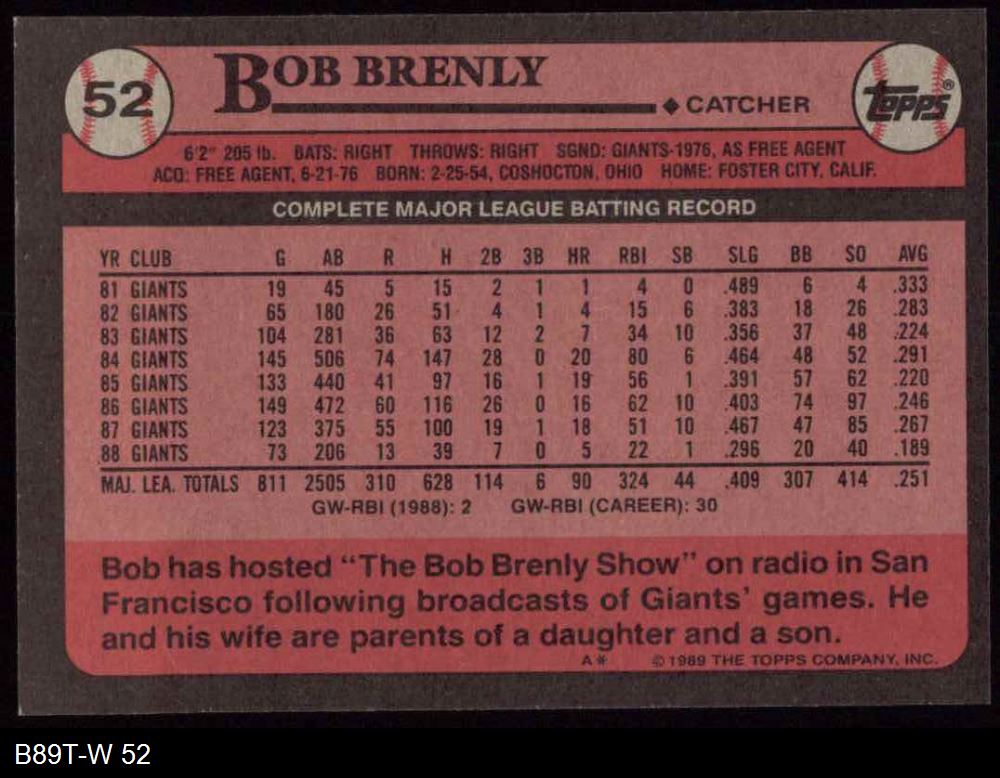 52
BOB BRENLY
◆ CATCHER
TOPPS®
6'2" 205 lb. BATS: RIGHT THROWS: RIGHT SGND: GIANTS-1976, AS FREE AGENT
ACQ: FREE AGENT, 6-21-76 BORN: 2-25-54, COSHOCTON, OHIO HOME: FOSTER CITY, CALIF.
COMPLETE MAJOR LEAGUE BATTING RECORD
YR CLUB G AB R H 2B 3B HR RBI SB SLG BB SO AVG
81 GIANTS 19 45 5 15 2 1 1 4 0 .489 6 4 .333
82 GIANTS 65 180 26 51 4 1 4 15 6 .383 18 26 .283
83 GIANTS 104 281 36 63 12 2 7 34 10 .356 37 48 .224
84 GIANTS 145 506 74 147 28 0 20 80 6 .464 48 52 .291
85 GIANTS 133 440 41 97 16 1 19 56 1 .391 57 62 .220
86 GIANTS 149 472 60 116 26 0 16 62 10 .403 74 97 .246
87 GIANTS 123 375 55 100 19 1 18 51 10 .467 47 85 .267
88 GIANTS 73 206 13 39 7 0 5 22 1 .296 20 40 .189
MAJ. LEA. TOTALS 811 2505 310 628 114 6 90 324 44 .409 307 414 .251
GW-RBI (1988): 2 GW-RBI (CAREER): 30
Bob has hosted "The Bob Brenly Show" on radio in San
Francisco following broadcasts of Giants' games. He
and his wife are parents of a daughter and a son.
A* © 1989 THE TOPPS COMPANY, INC.
B89T-W 52